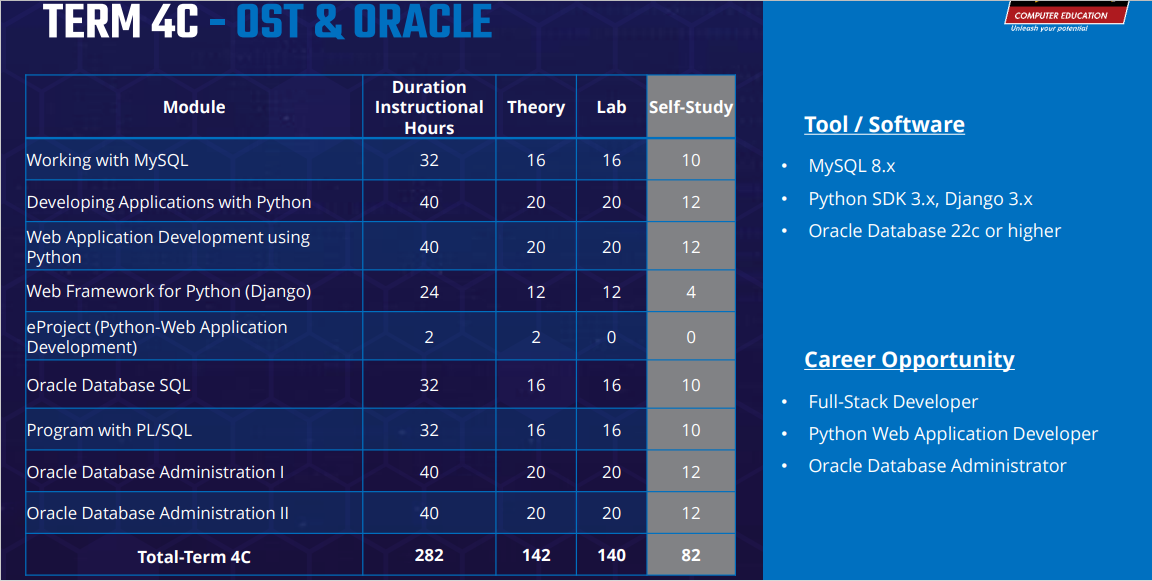 TERM 4C - OST & ORACLE
COMPUTER EDUCATION
Unleash your potential
Module Duration Instructional Hours Theory Lab Self-Study
Working with MySQL 32 16 16 10
Developing Applications with Python 40 20 20 12
Web Application Development using Python 40 20 20 12
Web Framework for Python (Django) 24 12 12 4
eProject (Python-Web Application Development) 2 2 0 0
Oracle Database SQL 32 16 16 10
Program with PL/SQL 32 16 16 10
Oracle Database Administration I 40 20 20 12
Oracle Database Administration II 40 20 20 12
Total-Term 4C 282 142 140 82
Tool / Software
• MySQL 8.x
• Python SDK 3.x, Django 3.x
• Oracle Database 22c or higher
Career Opportunity
• Full-Stack Developer
• Python Web Application Developer
• Oracle Database Administrator